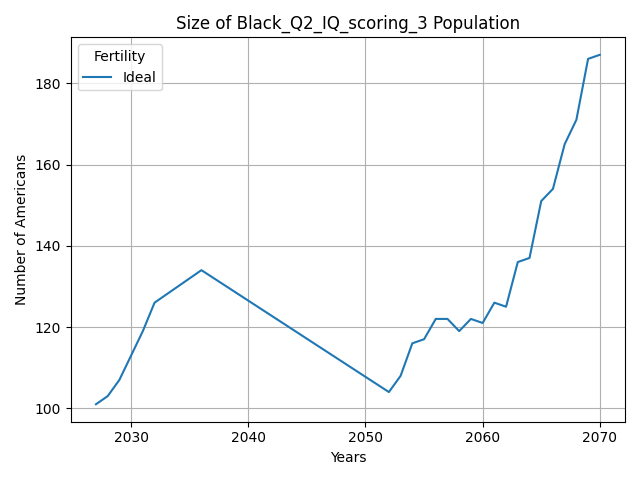 Size of Black_Q2_IQ_scoring_3 Population
Fertility
Ideal
Number of Americans
180
160
140
120
100
2030 2040 2050 2060 2070
Years